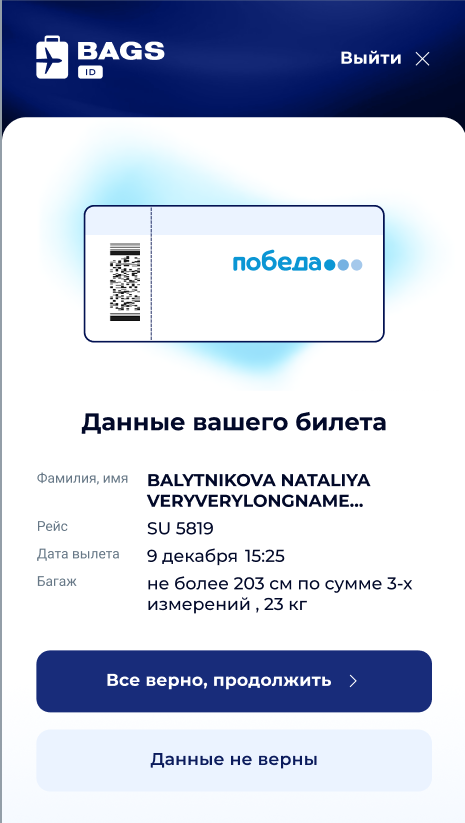 BAGS
ID
Выйти
победа
Данные вашего билета
Фамилия, имя
BALYTNIKOVA NATALIYA
VERYVERYLONGNAME...
Рейс
SU 5819
Дата вылета
9 декабря 15:25
Багаж
не более 203 см по сумме 3-х
измерений , 23 кг
Все верно, продолжить
Данные не верны